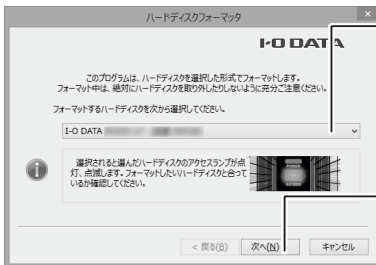 ハードディスクフォーマッタ
I-O DATA
このプログラムは、ハードディスクを選択した形式でフォーマットします。
フォーマット中は、絶対にハードディスクを取り外したりしないように充分ご注意ください。
フォーマットするハードディスクを次から選択してください。
I-O DATA
選択されると選んだハードディスクのアクセスランプが点
灯、点滅します。フォーマットしたいハードディスクと合って
いるか確認してください。
POWER
ACCESS
< 戻る(B)
次へ(N)
キャンセル